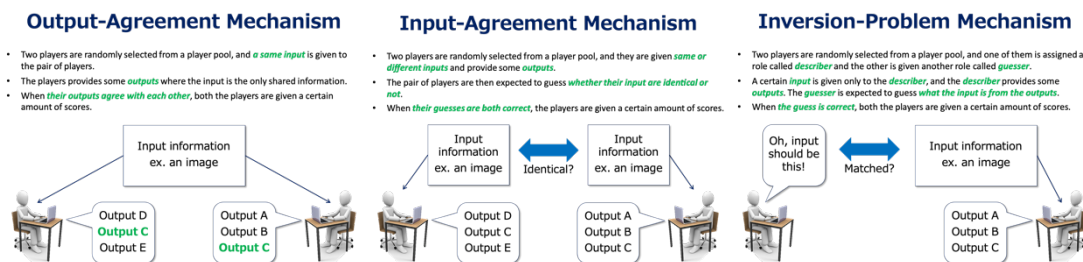 Output-Agreement Mechanism
• Two players are randomly selected from a player pool, and a same input is given to
the pair of players.
• The players provides some outputs where the input is the only shared information.
• When their outputs agree with each other, both the players are given a certain
amount of scores.
Input information
ex. an image
Output D
Output C
Output E
Output A
Output B
Output C
Input-Agreement Mechanism
• Two players are randomly selected from a player pool, and they are given same or
different inputs and provide some outputs.
• The pair of players are then expected to guess whether their input are identical or
not.
• When their guesses are both correct, the players are given a certain amount of scores.
Input
information
ex. an image
Identical?
Input
information
ex. an image
Output D
Output C
Output E
Output A
Output B
Output C
Inversion-Problem Mechanism
• Two players are randomly selected from a player pool, and one of them is assigned a
role called describer and the other is given another role called guesser.
• A certain input is given only to the describer, and the describer provides some
outputs. The guesser is expected to guess what the input is from the outputs.
• When the guess is correct, both the players are given a certain amount of scores.
Oh, input
should be
this!
Matched?
Input information
ex. an image
Output A
Output B
Output C